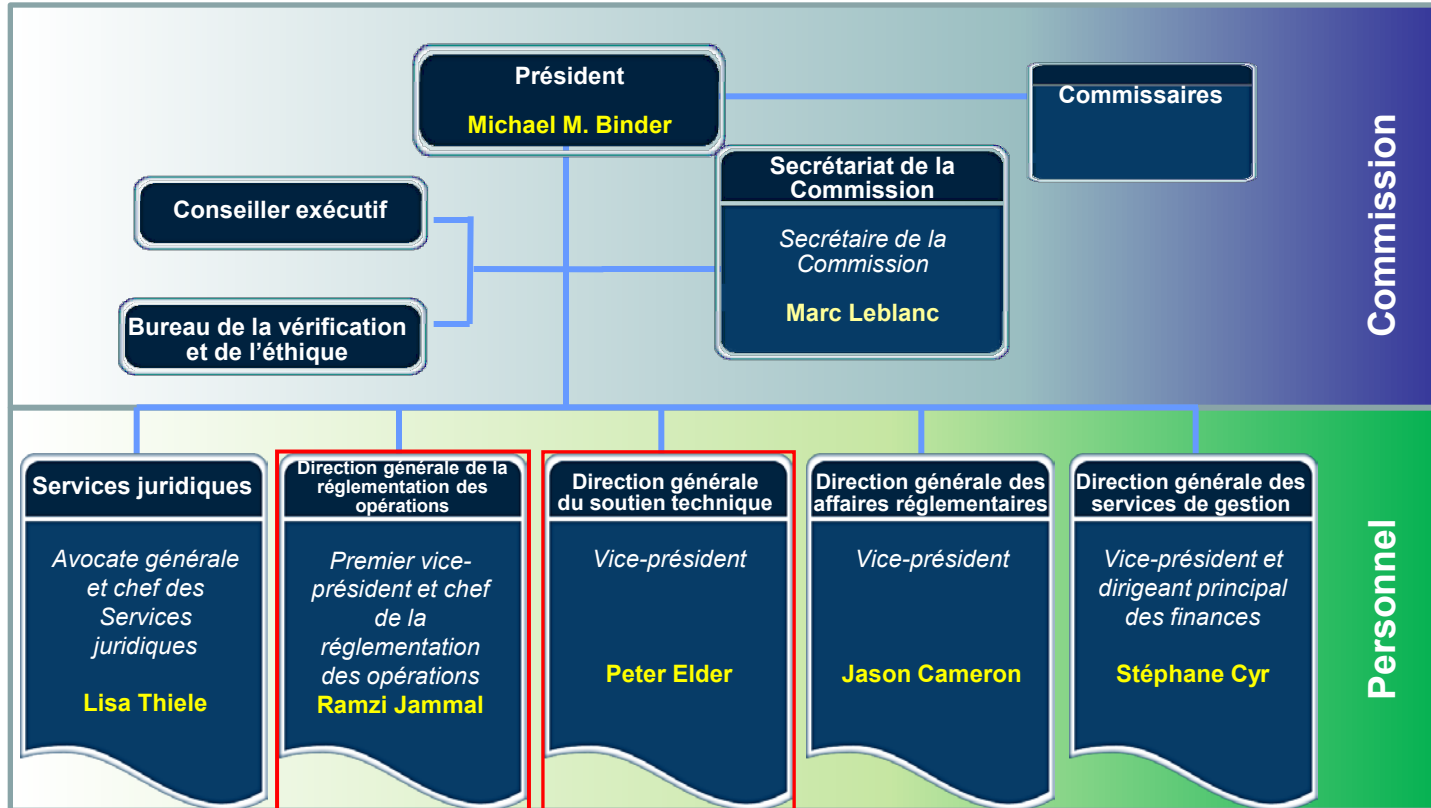 Président
Michael M. Binder
Commissaires
Secrétariat de la
Commission
Secrétaire de la
Commission
Marc Leblanc
Conseiller exécutif
Bureau de la vérification
et de l’éthique
Commission
Services juridiques
Avocate générale
et chef des
Services
juridiques
Lisa Thiele
Direction générale de la
réglementation des
opérations
Premier vice-
président et chef
de la
réglementation
des opérations
Ramzi Jammal
Direction générale
du soutien technique
Vice-président
Peter Elder
Direction générale des
affaires réglementaires
Vice-président
Jason Cameron
Direction générale des
services de gestion
Vice-président et
dirigeant principal
des finances
Stéphane Cyr
Personnel